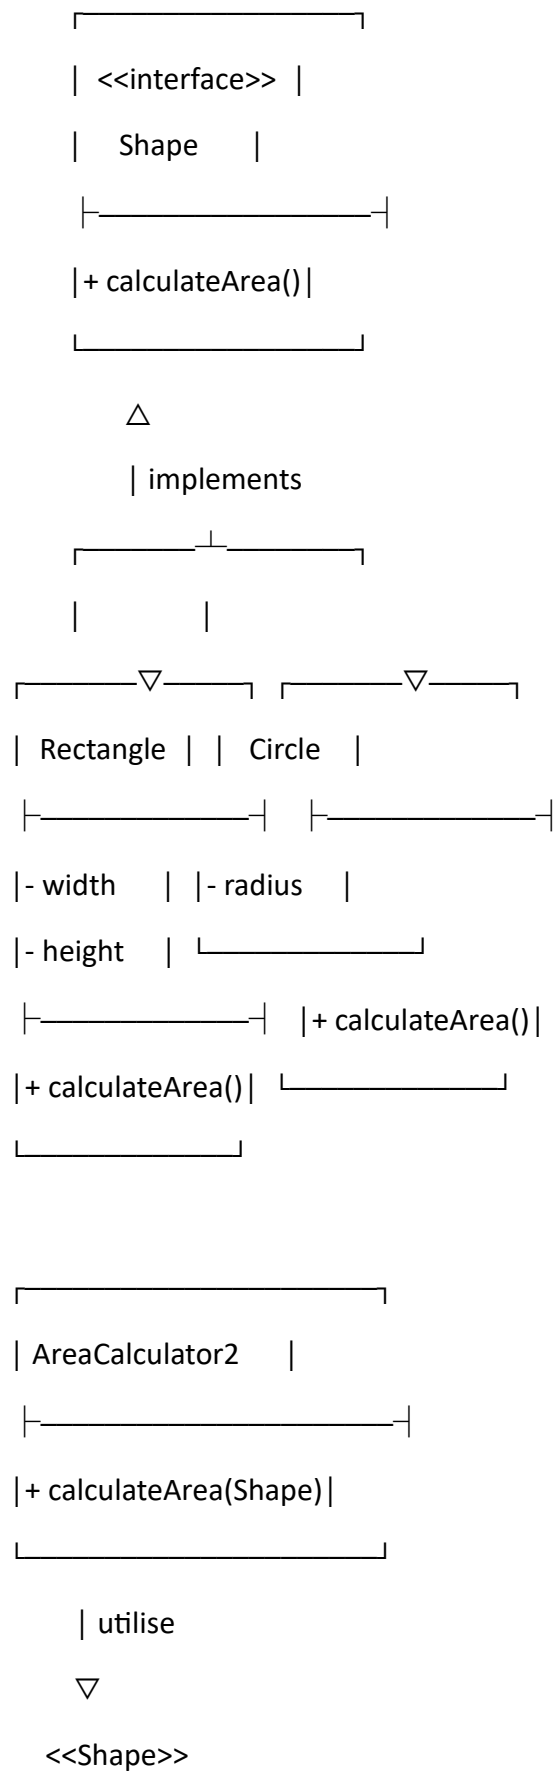 <<interface>>
Shape
+ calculateArea()
implements
Rectangle Circle
- width - radius
- height
+ calculateArea()
+ calculateArea()
AreaCalculator2
+ calculateArea(Shape)
utilise
<<Shape>>